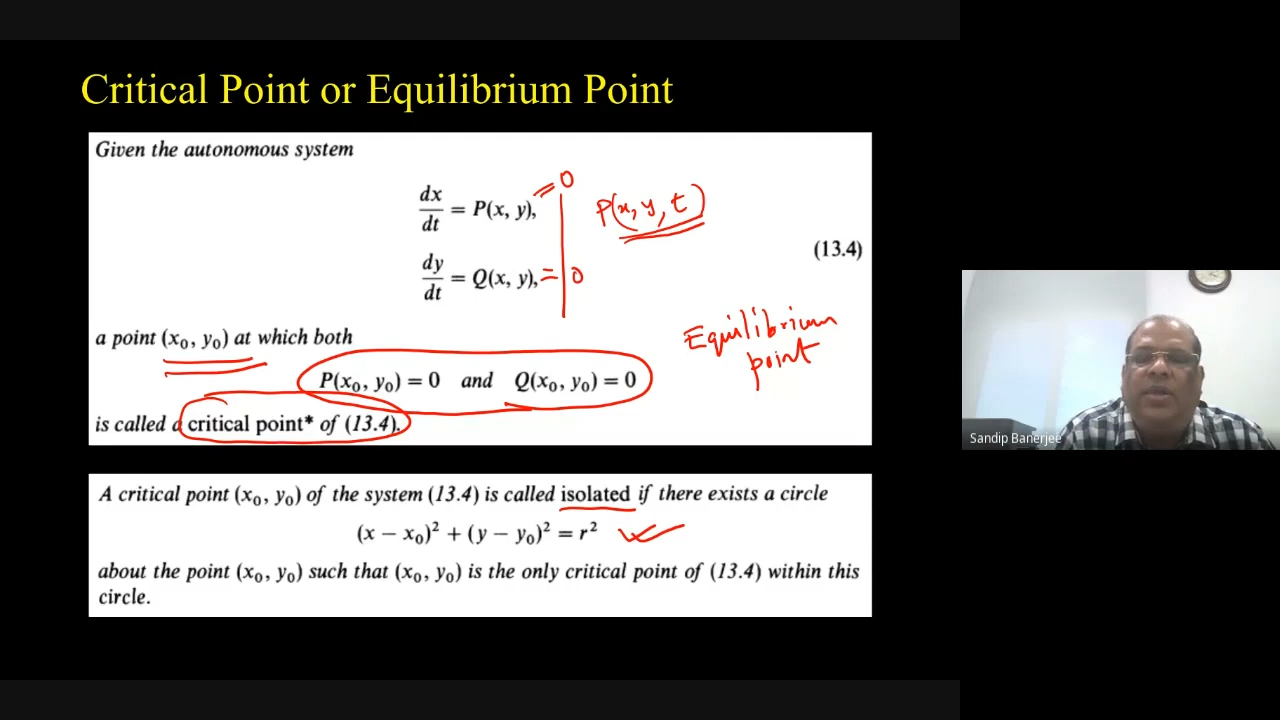 Critical Point or Equilibrium Point
Given the autonomous system
dx/dt = P(x, y), = 0
P(x, y, t)
(13.4)
dy/dt = Q(x, y), = 0
Equilibrium
point
a point (x₀, y₀) at which both
P(x₀, y₀) = 0 and Q(x₀, y₀) = 0
is called a critical point* of (13.4).
A critical point (x₀, y₀) of the system (13.4) is called isolated if there exists a circle
(x − x₀)² + (y − y₀)² = r²
about the point (x₀, y₀) such that (x₀, y₀) is the only critical point of (13.4) within this
circle.
Sandip Banerjee